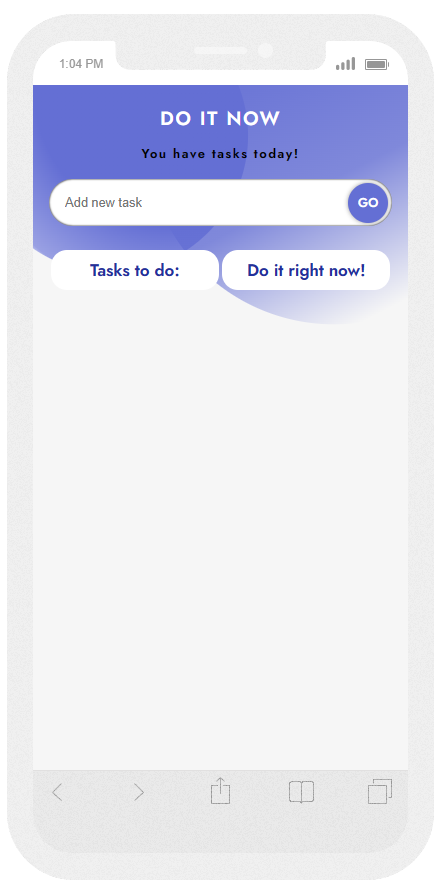 1:04 PM
DO IT NOW
You have tasks today!
Add new task
GO
Tasks to do:
Do it right now!